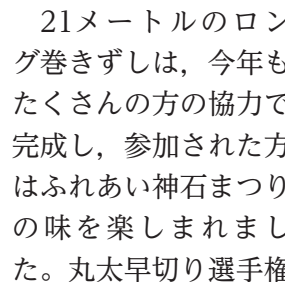 21メートルのロン
グ巻きずしは，今年も
たくさんの方の協力で
完成し，参加された方
はふれあい神石まつり
の味を楽しまれまし
た。丸太早切り選手権